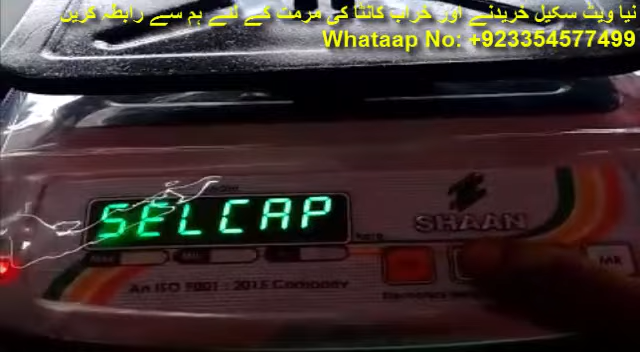 نیا ویٹ سکیل خریدنے اور خراب کانٹا کی مرمت کے لئے ہم سے رابطہ کریں
Whataap No: +923354577499
SELCAP
SHAAN
MR
An ISO 9001 : 2015 Company